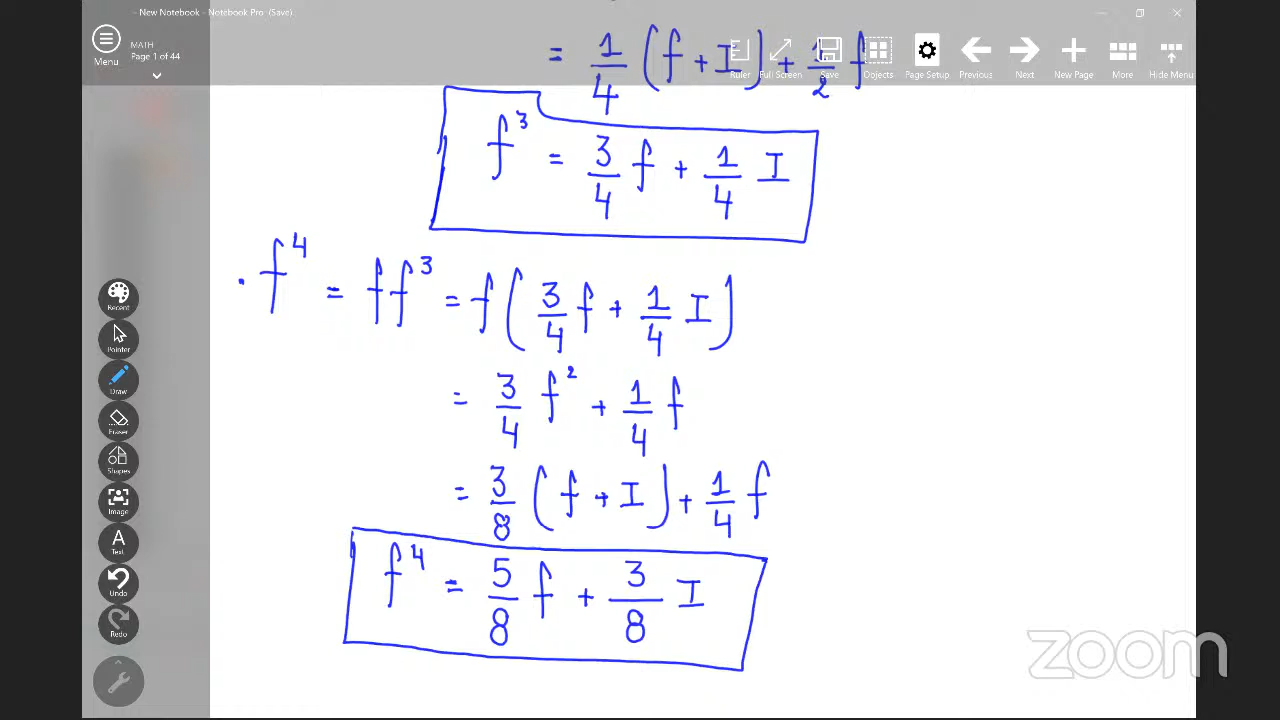 New Notebook - Notebook Pro (Save)
Menu
MATH
Page 1 of 44
Ruler Full Screen Save Objects Page Setup Previous Next New Page More Hide Menu
= 1/4 (f + I) + 1/2 f
f³ = 3/4 f + 1/4 I
. f⁴ = ff³ = f(3/4 f + 1/4 I)
= 3/4 f² + 1/4 f
= 3/8 (f + I) + 1/4 f
f⁴ = 5/8 f + 3/8 I
Recent
Pointer
Draw
Eraser
Shapes
Image
A
Text
Undo
Redo
zoom